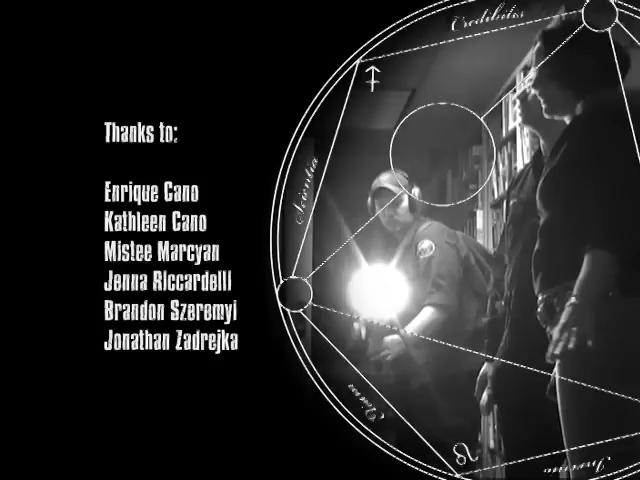 Thanks to:
Enrique Cano
Kathleen Cano
Mistee Marcyan
Jenna Riccardelli
Brandon Szeremyi
Jonathan Zadrejka
Credibilis
Scientia